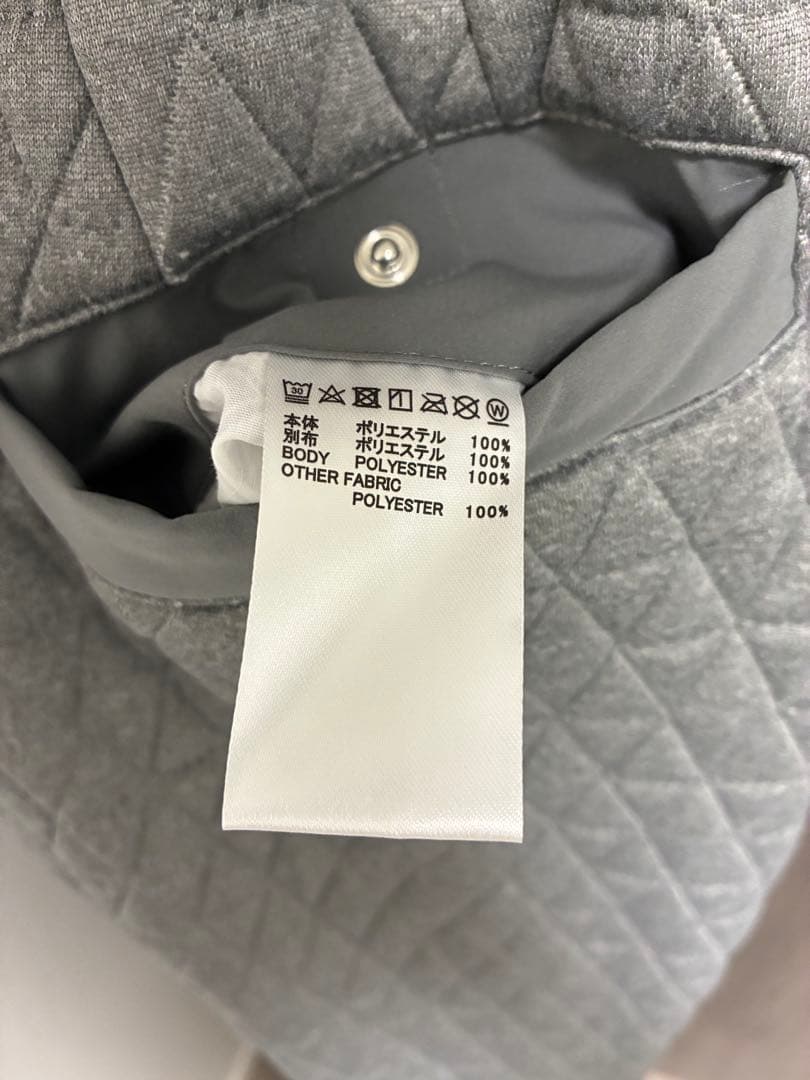 30 W
本体 ポリエステル 100%
別布 ポリエステル 100%
BODY POLYESTER 100%
OTHER FABRIC
POLYESTER 100%